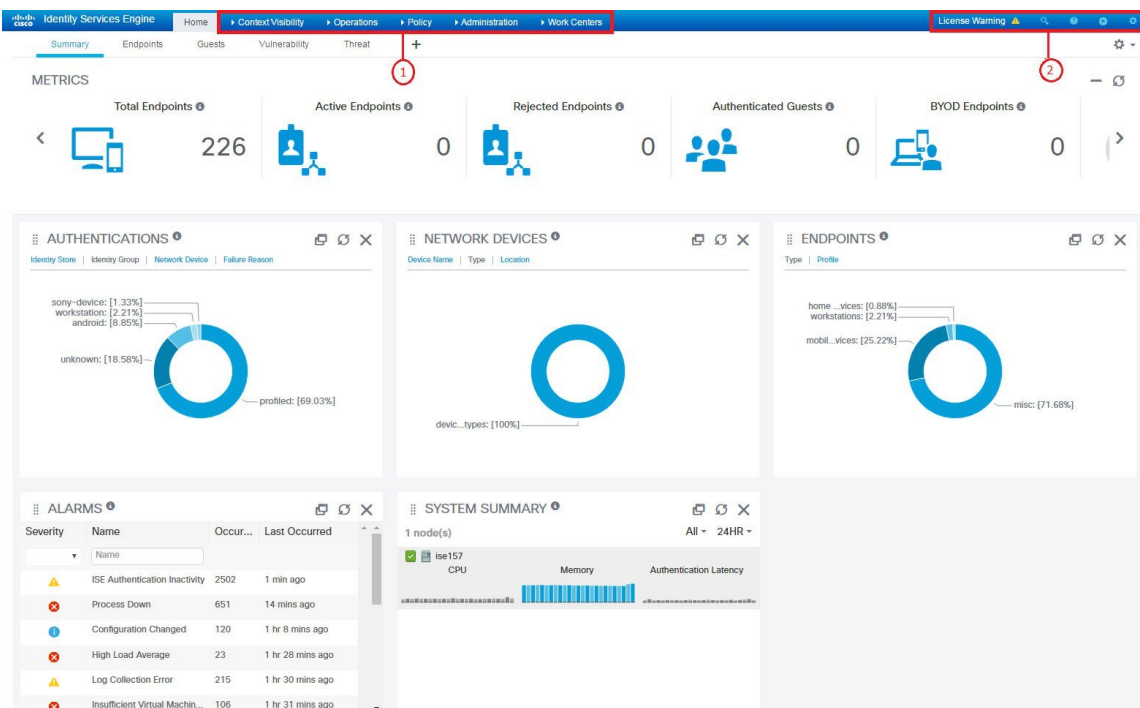 cisco Identity Services Engine Home Context Visibility Operations Policy Administration Work Centers License Warning
Summary Endpoints Guests Vulnerability Threat +
1
2
METRICS
Total Endpoints Active Endpoints Rejected Endpoints Authenticated Guests BYOD Endpoints
226 0 0 0 0
AUTHENTICATIONS
Identity Store | Identity Group | Network Device | Failure Reason
sony-device: [1.33%]
workstation: [2.21%]
android: [8.85%]
unknown: [18.58%]
profiled: [69.03%]
NETWORK DEVICES
Device Name | Type | Location
devic...types: [100%]
ENDPOINTS
Type | Profile
home ...vices: [0.88%]
workstations: [2.21%]
mobil...vices: [25.22%]
misc: [71.68%]
ALARMS
Severity Name Occur... Last Occurred
Name
ISE Authentication Inactivity 2502 1 min ago
Process Down 651 14 mins ago
Configuration Changed 120 1 hr 8 mins ago
High Load Average 23 1 hr 28 mins ago
Log Collection Error 215 1 hr 30 mins ago
Insufficient Virtual Machin... 106 1 hr 31 mins ago
SYSTEM SUMMARY
1 node(s) All 24HR
ise157
CPU Memory Authentication Latency